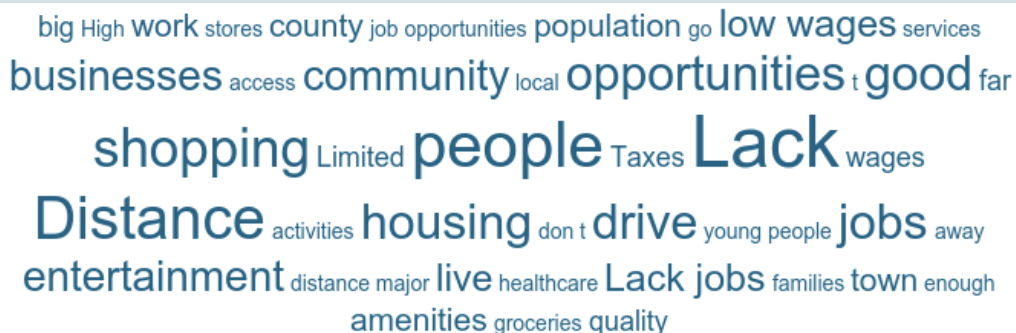 big High work stores county job opportunities population go low wages services
businesses access community local opportunities t good far
shopping Limited people Taxes Lack wages
Distance activities housing don t drive young people jobs away
entertainment distance major live healthcare Lack jobs families town enough
amenities groceries quality